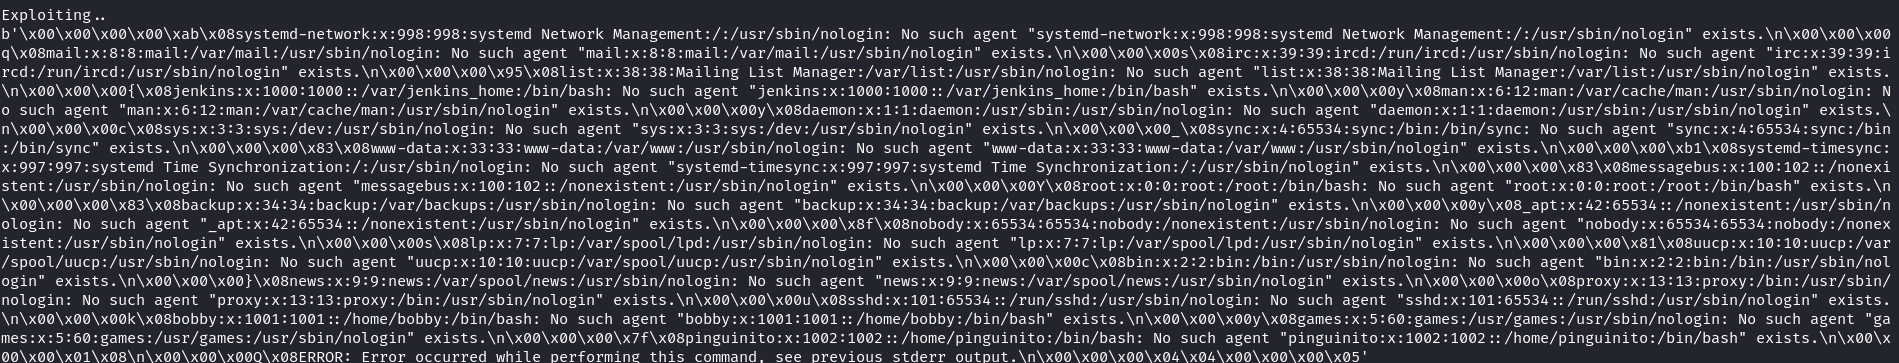 Exploiting..
b'\x00\x00\x00\x00\xab\x08systemd-network:x:998:998:systemd Network Management:/:/usr/sbin/nologin: No such agent "systemd-network:x:998:998:systemd Network Management:/:/usr/sbin/nologin" exists.\n\x00\x00\x00
q\x08mail:x:8:8:mail:/var/mail:/usr/sbin/nologin: No such agent "mail:x:8:8:mail:/var/mail:/usr/sbin/nologin" exists.\n\x00\x00\x00s\x08irc:x:39:39:ircd:/run/ircd:/usr/sbin/nologin: No such agent "irc:x:39:39:i
rcd:/run/ircd:/usr/sbin/nologin" exists.\n\x00\x00\x00\x95\x08list:x:38:38:Mailing List Manager:/var/list:/usr/sbin/nologin: No such agent "list:x:38:38:Mailing List Manager:/var/list:/usr/sbin/nologin" exists.
\n\x00\x00\x00{\x08jenkins:x:1000:1000::/var/jenkins_home:/bin/bash: No such agent "jenkins:x:1000:1000::/var/jenkins_home:/bin/bash" exists.\n\x00\x00\x00y\x08man:x:6:12:man:/var/cache/man:/usr/sbin/nologin: N
o such agent "man:x:6:12:man:/var/cache/man:/usr/sbin/nologin" exists.\n\x00\x00\x00y\x08daemon:x:1:1:daemon:/usr/sbin:/usr/sbin/nologin: No such agent "daemon:x:1:1:daemon:/usr/sbin:/usr/sbin/nologin" exists.\
n\x00\x00\x00c\x08sys:x:3:3:sys:/dev:/usr/sbin/nologin: No such agent "sys:x:3:3:sys:/dev:/usr/sbin/nologin" exists.\n\x00\x00\x00_\x08sync:x:4:65534:sync:/bin:/bin/sync: No such agent "sync:x:4:65534:sync:/bin
:/bin/sync" exists.\n\x00\x00\x00\x83\x08www-data:x:33:33:www-data:/var/www:/usr/sbin/nologin: No such agent "www-data:x:33:33:www-data:/var/www:/usr/sbin/nologin" exists.\n\x00\x00\x00\xb1\x08systemd-timesync:
x:997:997:systemd Time Synchronization:/:/usr/sbin/nologin: No such agent "systemd-timesync:x:997:997:systemd Time Synchronization:/:/usr/sbin/nologin" exists.\n\x00\x00\x00\x83\x08messagebus:x:100:102::/nonexi
stent:/usr/sbin/nologin: No such agent "messagebus:x:100:102::/nonexistent:/usr/sbin/nologin" exists.\n\x00\x00\x00Y\x08root:x:0:0:root:/root:/bin/bash: No such agent "root:x:0:0:root:/root:/bin/bash" exists.\n
\x00\x00\x00\x83\x08backup:x:34:34:backup:/var/backups:/usr/sbin/nologin: No such agent "backup:x:34:34:backup:/var/backups:/usr/sbin/nologin" exists.\n\x00\x00\x00y\x08_apt:x:42:65534::/nonexistent:/usr/sbin/n
ologin: No such agent "_apt:x:42:65534::/nonexistent:/usr/sbin/nologin" exists.\n\x00\x00\x00\x8f\x08nobody:x:65534:65534:nobody:/nonexistent:/usr/sbin/nologin: No such agent "nobody:x:65534:65534:nobody:/nonex
istent:/usr/sbin/nologin" exists.\n\x00\x00\x00s\x08lp:x:7:7:lp:/var/spool/lpd:/usr/sbin/nologin: No such agent "lp:x:7:7:lp:/var/spool/lpd:/usr/sbin/nologin" exists.\n\x00\x00\x00\x81\x08uucp:x:10:10:uucp:/var
/spool/uucp:/usr/sbin/nologin: No such agent "uucp:x:10:10:uucp:/var/spool/uucp:/usr/sbin/nologin" exists.\n\x00\x00\x00c\x08bin:x:2:2:bin:/bin:/usr/sbin/nologin: No such agent "bin:x:2:2:bin:/bin:/usr/sbin/nol
ogin" exists.\n\x00\x00\x00}\x08news:x:9:9:news:/var/spool/news:/usr/sbin/nologin: No such agent "news:x:9:9:news:/var/spool/news:/usr/sbin/nologin" exists.\n\x00\x00\x00o\x08proxy:x:13:13:proxy:/bin:/usr/sbin/
nologin: No such agent "proxy:x:13:13:proxy:/bin:/usr/sbin/nologin" exists.\n\x00\x00\x00u\x08sshd:x:101:65534::/run/sshd:/usr/sbin/nologin: No such agent "sshd:x:101:65534::/run/sshd:/usr/sbin/nologin" exists.
\n\x00\x00\x00k\x08bobby:x:1001:1001::/home/bobby:/bin/bash: No such agent "bobby:x:1001:1001::/home/bobby:/bin/bash" exists.\n\x00\x00\x00y\x08games:x:5:60:games:/usr/games:/usr/sbin/nologin: No such agent "ga
mes:x:5:60:games:/usr/games:/usr/sbin/nologin" exists.\n\x00\x00\x00\x7f\x08pinguinito:x:1002:1002::/home/pinguinito:/bin/bash: No such agent "pinguinito:x:1002:1002::/home/pinguinito:/bin/bash" exists.\n\x00\x
00\x00\x01\x08\n\x00\x00\x00Q\x08ERROR: Error occurred while performing this command, see previous stderr output.\n\x00\x00\x00\x04\x04\x00\x00\x00\x05'